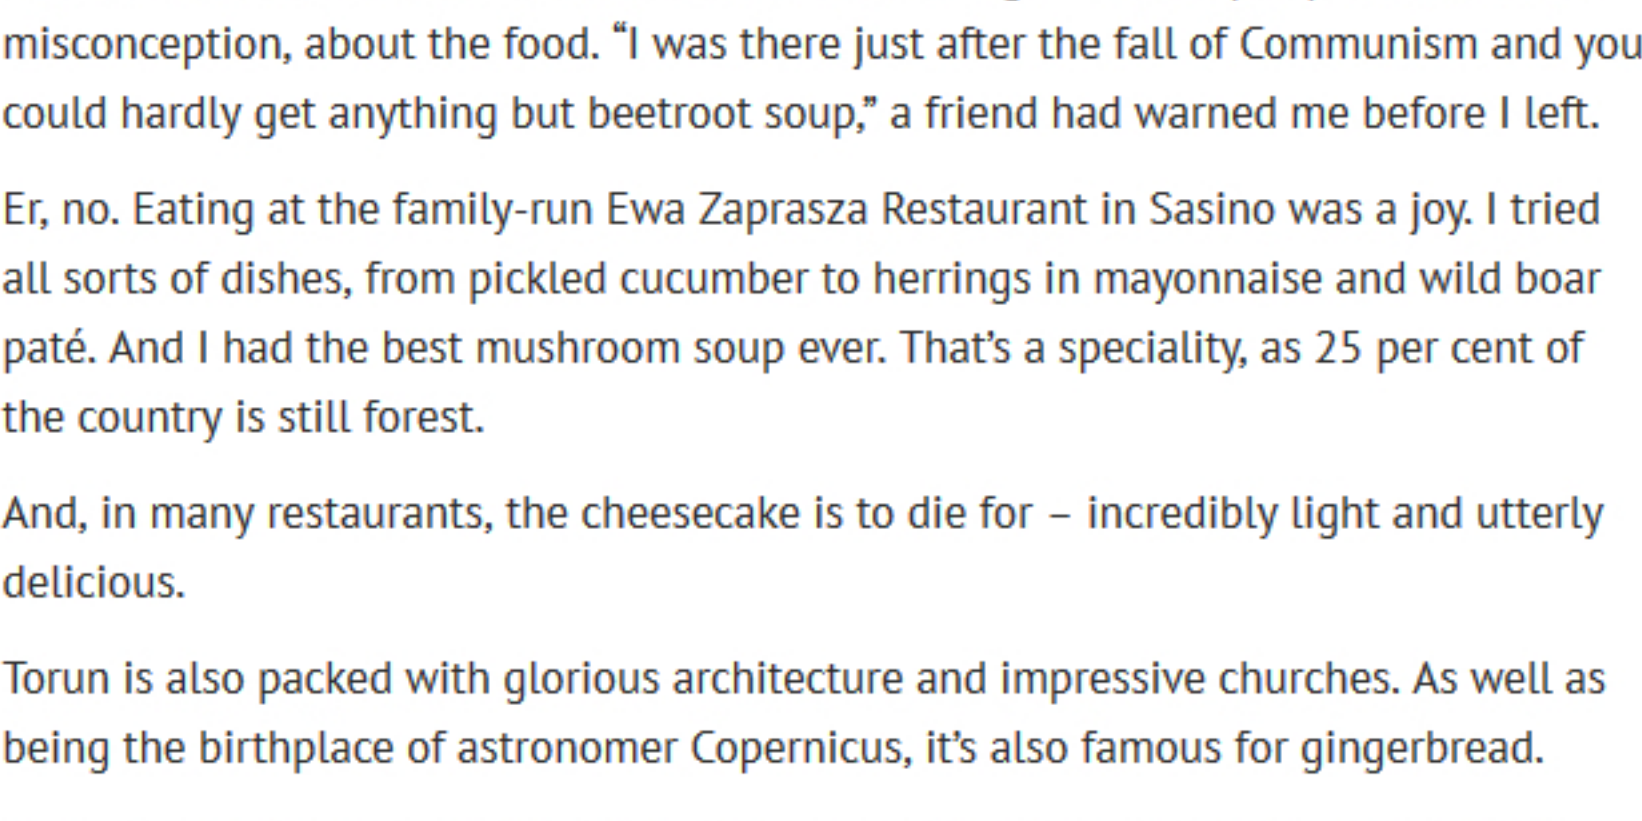 misconception, about the food. “I was there just after the fall of Communism and you
could hardly get anything but beetroot soup,” a friend had warned me before I left.
Er, no. Eating at the family-run Ewa Zaprasza Restaurant in Sasino was a joy. I tried
all sorts of dishes, from pickled cucumber to herrings in mayonnaise and wild boar
paté. And I had the best mushroom soup ever. That’s a speciality, as 25 per cent of
the country is still forest.
And, in many restaurants, the cheesecake is to die for – incredibly light and utterly
delicious.
Torun is also packed with glorious architecture and impressive churches. As well as
being the birthplace of astronomer Copernicus, it’s also famous for gingerbread.